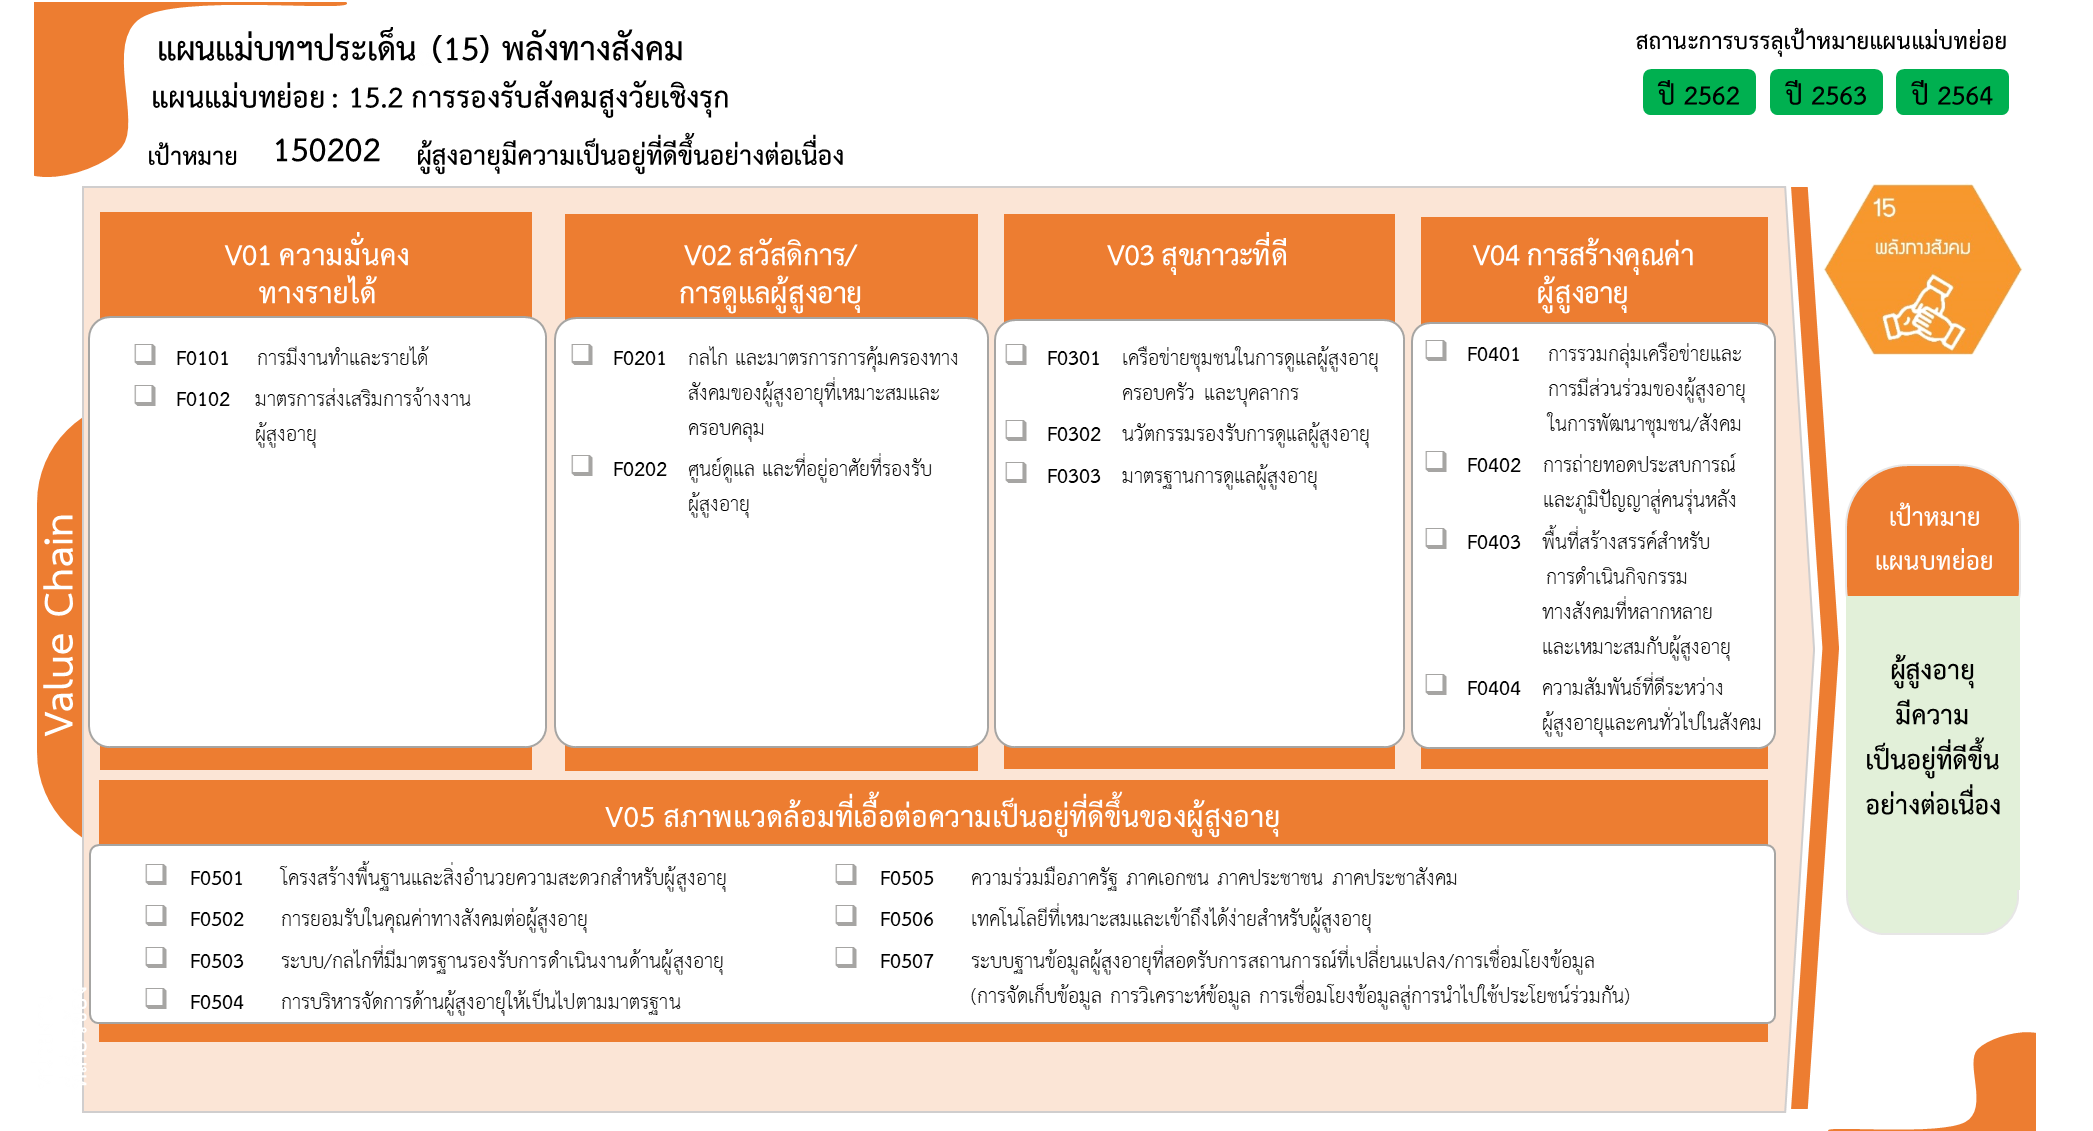 แผนแม่บทฯประเด็น (15) พลังทางสังคม
แผนแม่บทย่อย : 15.2 การรองรับสังคมสูงวัยเชิงรุก
เป้าหมาย 150202 ผู้สูงอายุมีความเป็นอยู่ที่ดีขึ้นอย่างต่อเนื่อง
สถานะการบรรลุเป้าหมายแผนแม่บทย่อย
ปี 2562 ปี 2563 ปี 2564
15
พลังทางสังคม
Value Chain
V01 ความมั่นคง
ทางรายได้
F0101 การมีงานทำและรายได้
F0102 มาตรการส่งเสริมการจ้างงาน
ผู้สูงอายุ
V02 สวัสดิการ/
การดูแลผู้สูงอายุ
F0201 กลไก และมาตรการการคุ้มครองทาง
สังคมของผู้สูงอายุที่เหมาะสมและ
ครอบคลุม
F0202 ศูนย์ดูแล และที่อยู่อาศัยที่รองรับ
ผู้สูงอายุ
V03 สุขภาวะที่ดี
F0301 เครือข่ายชุมชนในการดูแลผู้สูงอายุ
ครอบครัว และบุคลากร
F0302 นวัตกรรมรองรับการดูแลผู้สูงอายุ
F0303 มาตรฐานการดูแลผู้สูงอายุ
V04 การสร้างคุณค่า
ผู้สูงอายุ
F0401 การรวมกลุ่มเครือข่ายและ
การมีส่วนร่วมของผู้สูงอายุ
ในการพัฒนาชุมชน/สังคม
F0402 การถ่ายทอดประสบการณ์
และภูมิปัญญาสู่คนรุ่นหลัง
F0403 พื้นที่สร้างสรรค์สำหรับ
การดำเนินกิจกรรม
ทางสังคมที่หลากหลาย
และเหมาะสมกับผู้สูงอายุ
F0404 ความสัมพันธ์ที่ดีระหว่าง
ผู้สูงอายุและคนทั่วไปในสังคม
V05 สภาพแวดล้อมที่เอื้อต่อความเป็นอยู่ที่ดีขึ้นของผู้สูงอายุ
F0501 โครงสร้างพื้นฐานและสิ่งอำนวยความสะดวกสำหรับผู้สูงอายุ
F0502 การยอมรับในคุณค่าทางสังคมต่อผู้สูงอายุ
F0503 ระบบ/กลไกที่มีมาตรฐานรองรับการดำเนินงานด้านผู้สูงอายุ
F0504 การบริหารจัดการด้านผู้สูงอายุให้เป็นไปตามมาตรฐาน
F0505 ความร่วมมือภาครัฐ ภาคเอกชน ภาคประชาชน ภาคประชาสังคม
F0506 เทคโนโลยีที่เหมาะสมและเข้าถึงได้ง่ายสำหรับผู้สูงอายุ
F0507 ระบบฐานข้อมูลผู้สูงอายุที่สอดรับการสถานการณ์ที่เปลี่ยนแปลง/การเชื่อมโยงข้อมูล
(การจัดเก็บข้อมูล การวิเคราะห์ข้อมูล การเชื่อมโยงข้อมูลสู่การนำไปใช้ประโยชน์ร่วมกัน)
เป้าหมาย
แผนบทย่อย
ผู้สูงอายุ
มีความ
เป็นอยู่ที่ดีขึ้น
อย่างต่อเนื่อง